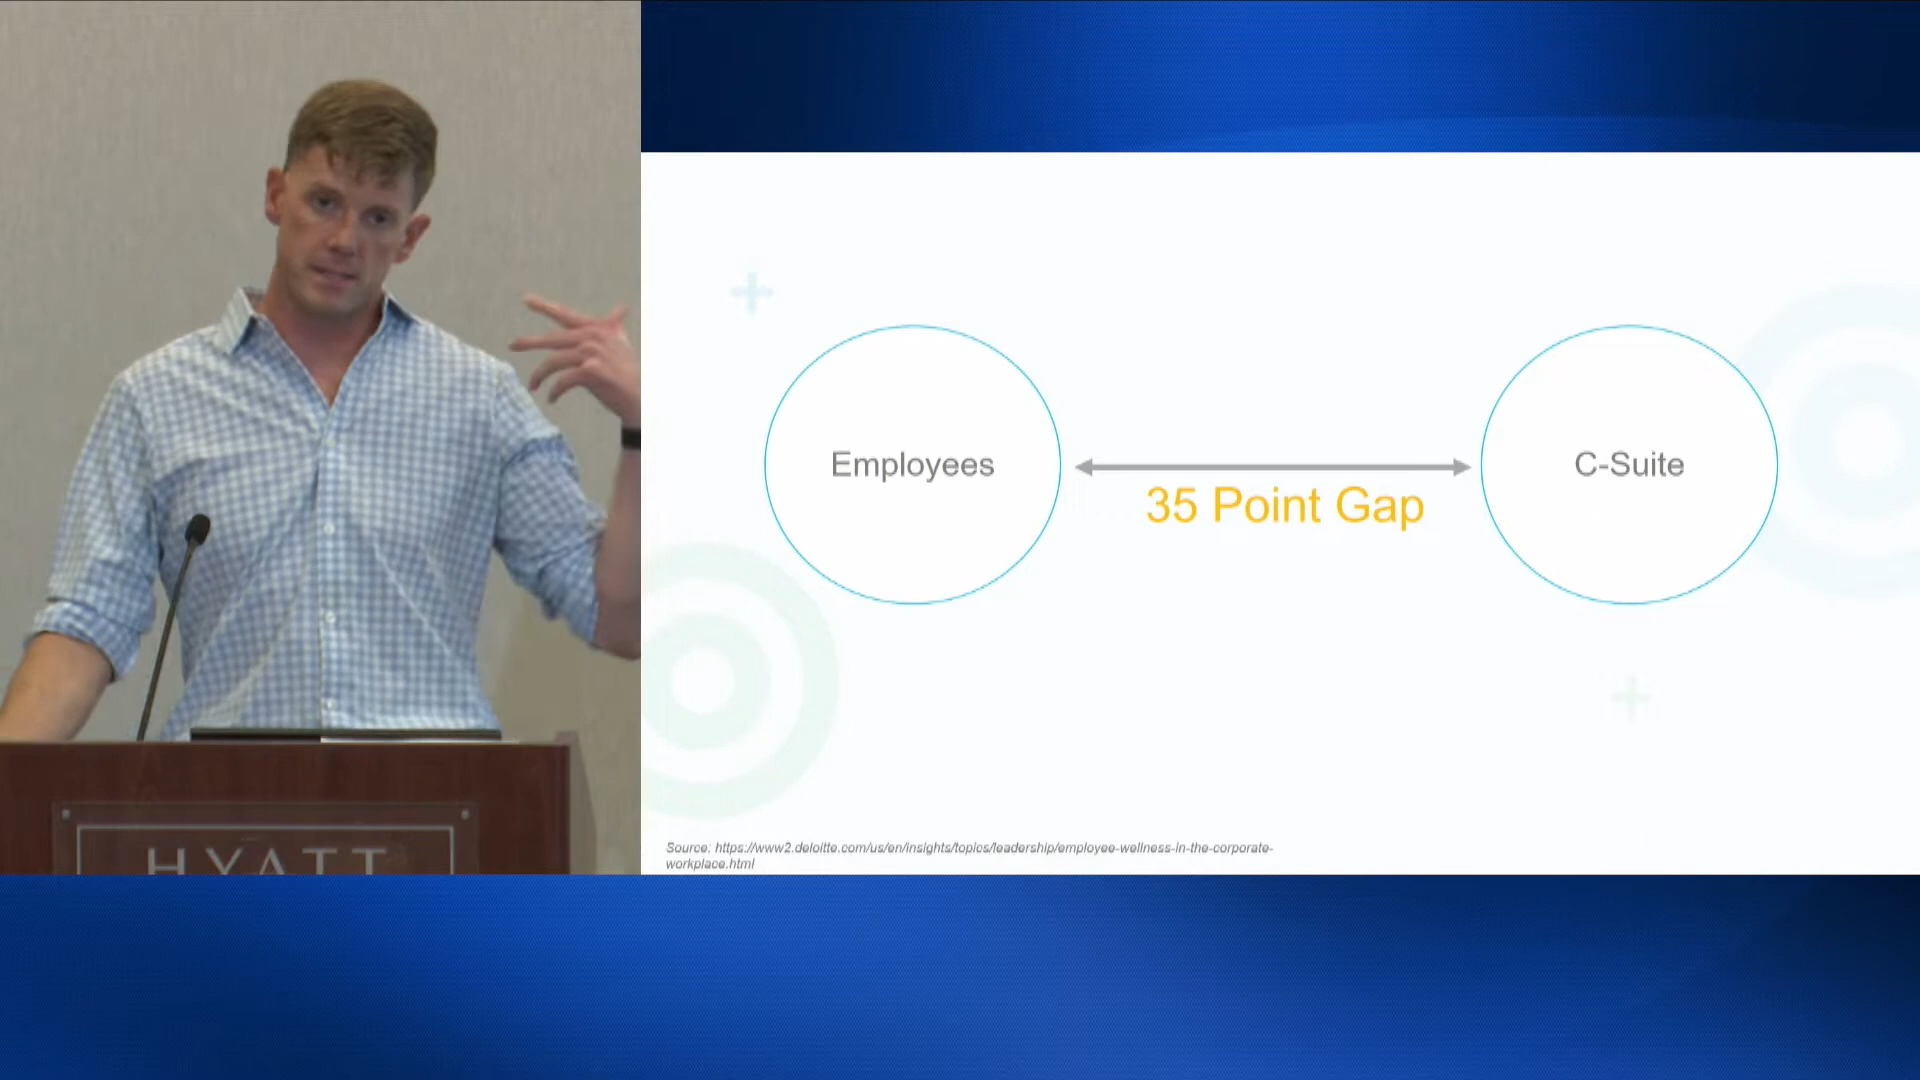 Employees
C-Suite
35 Point Gap
Source: https://www2.deloitte.com/us/en/insights/topics/leadership/employee-wellness-in-the-corporate-
workplace.html
HYATT